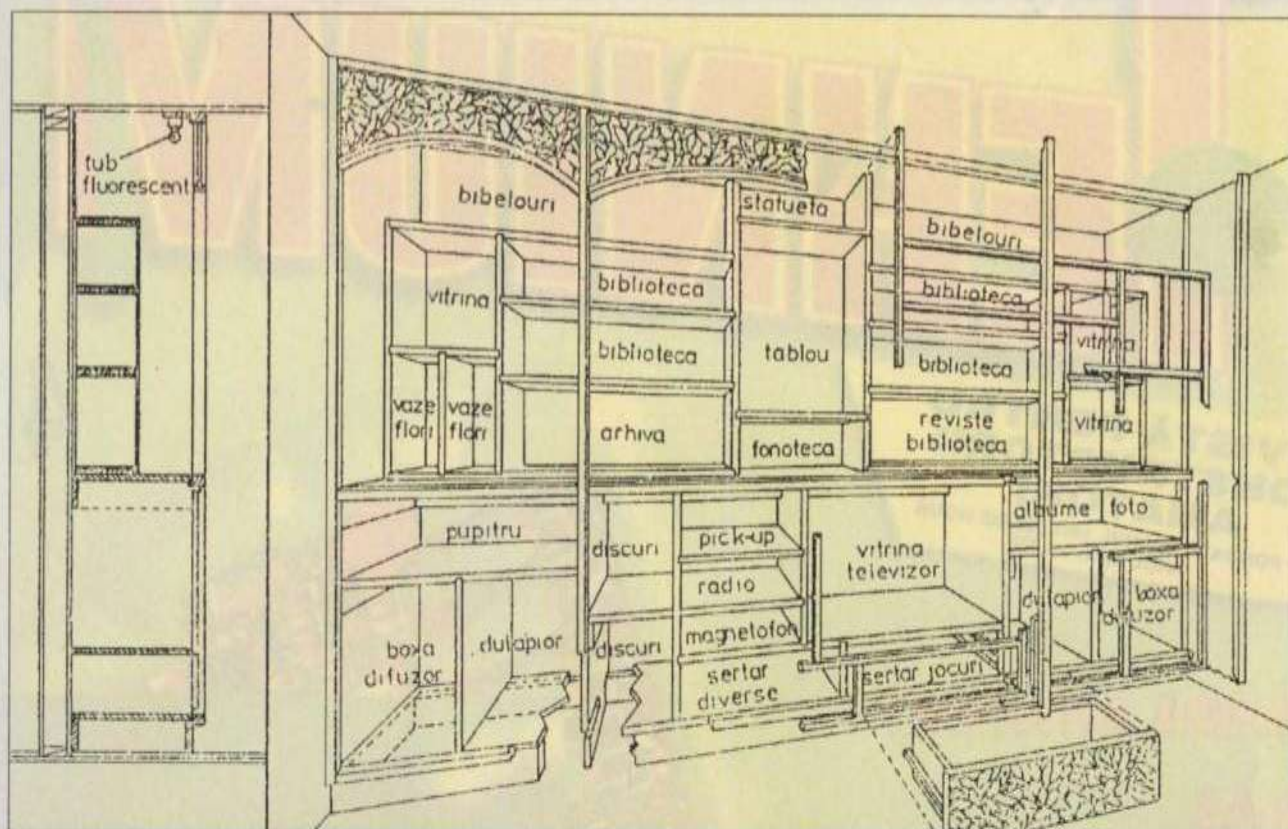 tub
fluorescent
bibelouri
statueta
bibelouri
vitrina
biblioteca
biblioteca
biblioteca
tablou
biblioteca
vitrina
vaze
flori
vaze
flori
arhiva
fonoteca
reviste
biblioteca
vitrina
pupitru
discuri
pick-up
vitrina
televizor
albume foto
radio
boxa
difuzor
dulapior
discuri
magnetofon
sertar
diverse
sertar jocuri
dulapior
boxa
difuzor